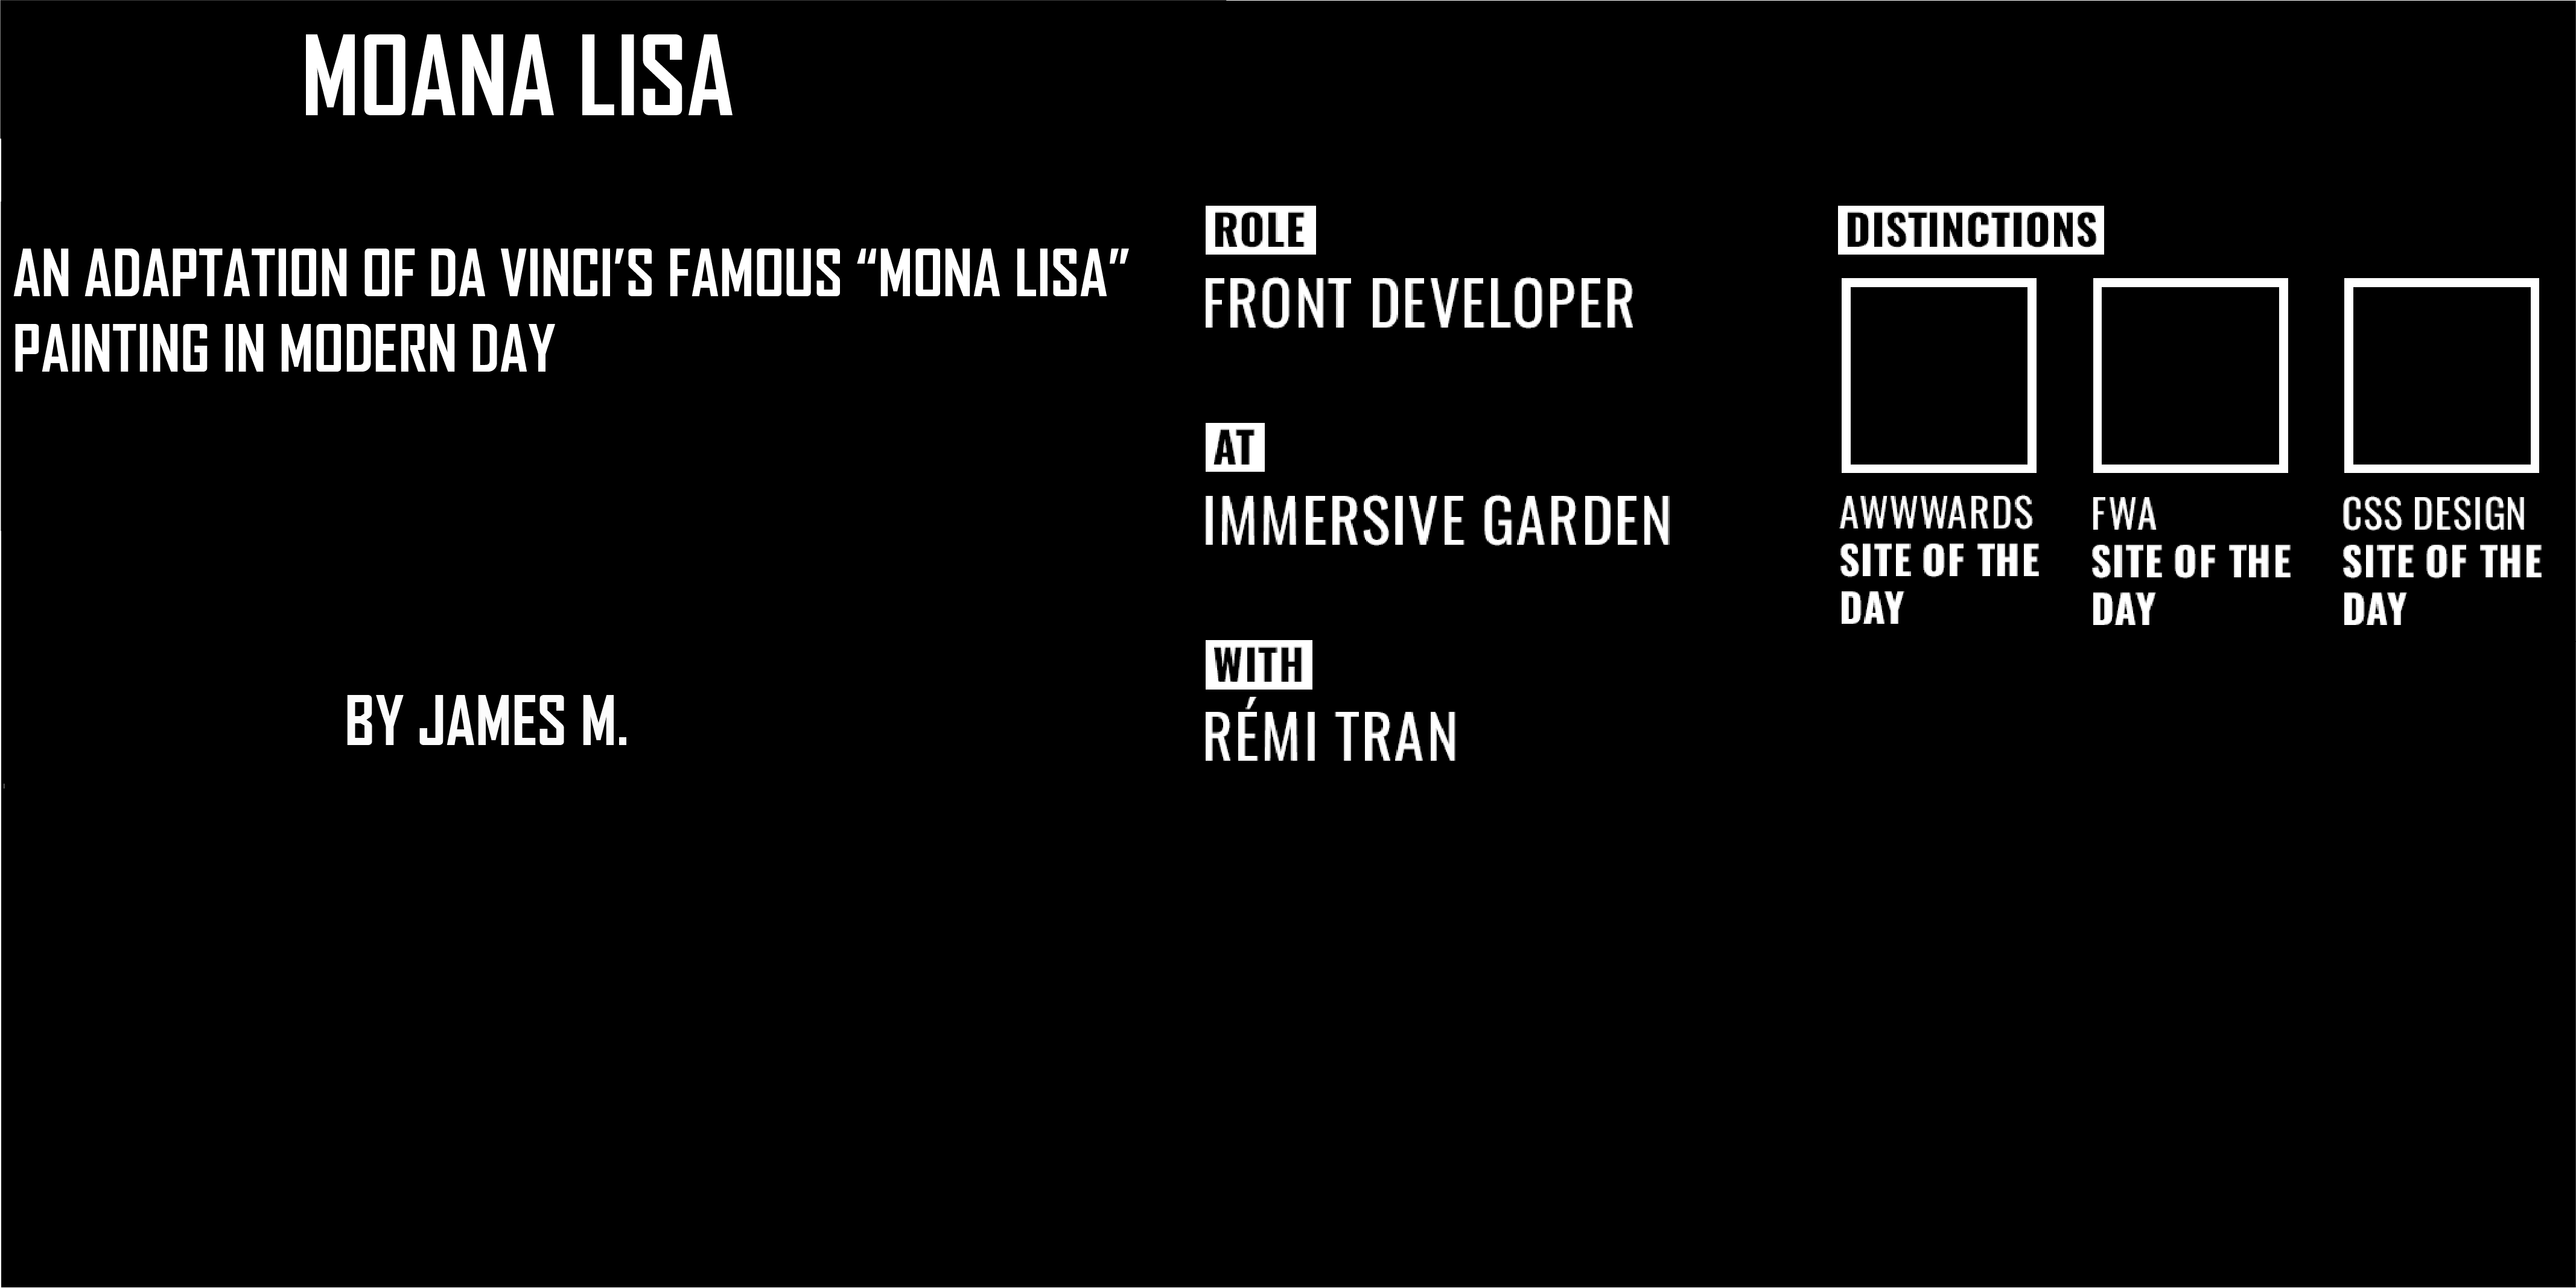 MOANA LISA
AN ADAPTATION OF DA VINCI’S FAMOUS “MONA LISA”
PAINTING IN MODERN DAY
BY JAMES M.
ROLE
FRONT DEVELOPER
AT
IMMERSIVE GARDEN
WITH
RÉMI TRAN
DISTINCTIONS
AWWWARDS
SITE OF THE
DAY
FWA
SITE OF THE
DAY
CSS DESIGN
SITE OF THE
DAY